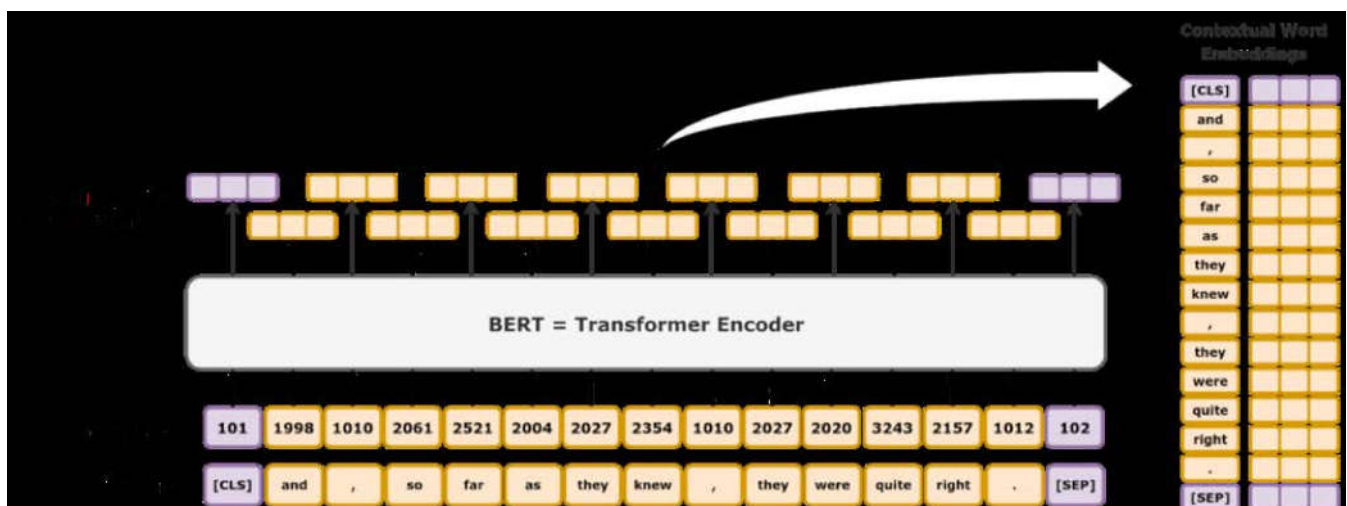 Contextual Word
Embeddings
[CLS]
and
,
so
far
as
they
knew
,
they
were
quite
right
.
[SEP]
BERT = Transformer Encoder
101 1998 1010 2061 2521 2004 2027 2354 1010 2027 2020 3243 2157 1012 102
[CLS] and , so far as they knew , they were quite right . [SEP]